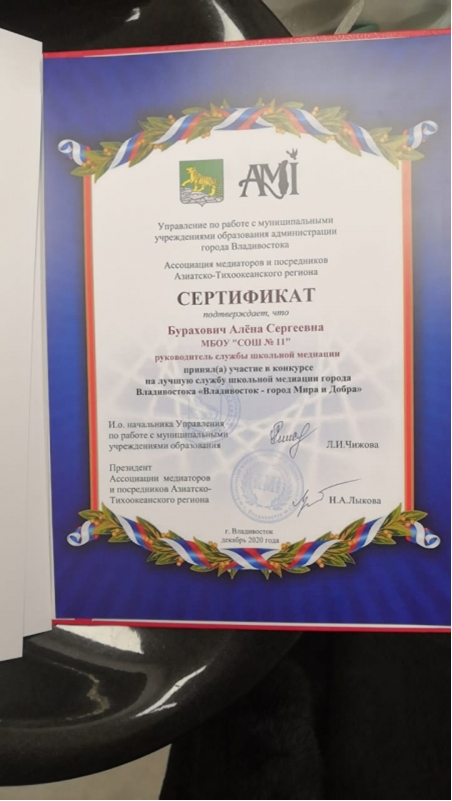 AMI
Управление по работе с муниципальными
учреждениями образования администрации
города Владивостока
Ассоциация медиаторов и посредников
Азиатско-Тихоокеанского региона
СЕРТИФИКАТ
подтверждает, что
Бурахович Алёна Сергеевна
МБОУ "СОШ № 11"
руководитель службы школьной медиации
принял(а) участие в конкурсе
на лучшую службу школьной медиации города
Владивостока «Владивосток - город Мира и Добра»
И.о. начальника Управления
по работе с муниципальными
учреждениями образования
Л.И.Чижова
Президент
Ассоциации медиаторов
и посредников Азиатско-
Тихоокеанского региона
Н.А.Лыкова
г. Владивосток
декабрь 2020 года